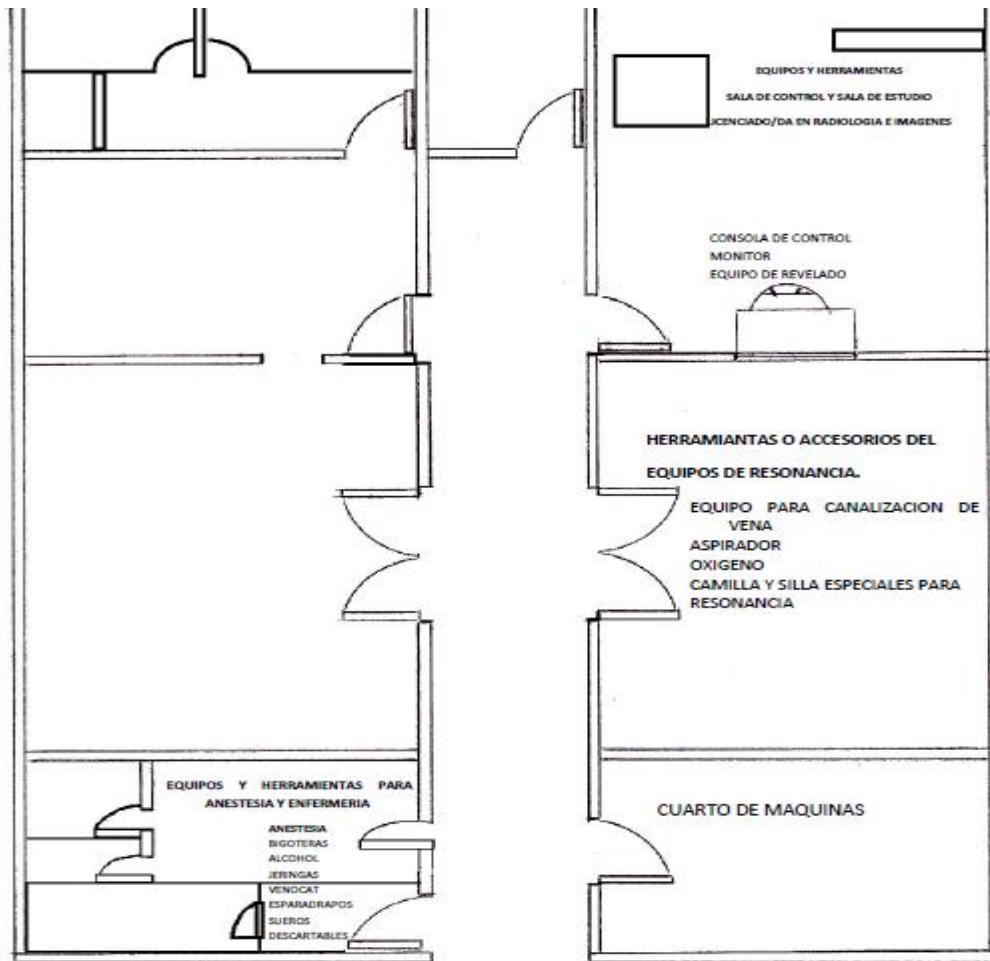 EQUIPOS Y HERRAMIENTAS
SALA DE CONTROL Y SALA DE ESTUDIO
ICENCIADO/DA EN RADIOLOGIA E IMAGENES
CONSOLA DE CONTROL
MONITOR
EQUIPO DE REVELADO
HERRAMIANTAS O ACCESORIOS DEL
EQUIPOS DE RESONANCIA.
EQUIPO PARA CANALIZACION DE
VENA
ASPIRADOR
OXIGENO
CAMILLA Y SILLA ESPECIALES PARA
RESONANCIA
EQUIPOS Y HERRAMIENTAS PARA
ANESTESIA Y ENFERMERIA
ANESTESIA
BIGOTERAS
ALCOHOL
JERINGAS
VENOCAT
ESPARADRAPOS
SUEROS
DESCARTABLES
CUARTO DE MAQUINAS